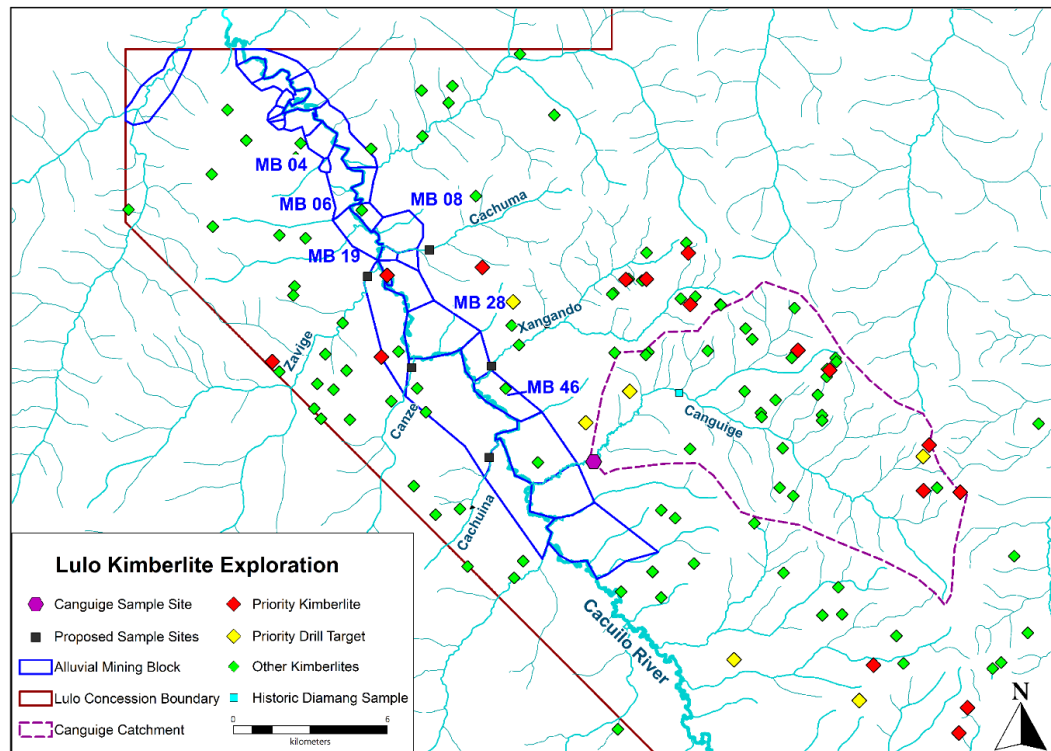 MB 04
MB 06
MB 08
Cachuma
MB 19
MB 28
Xangando
Zavige
MB 46
Canze
Canguige
Cachuina
Cacuilo River
Lulo Kimberlite Exploration
Canguige Sample Site
Priority Kimberlite
Proposed Sample Sites
Priority Drill Target
Alluvial Mining Block
Other Kimberlites
Lulo Concession Boundary
Historic Diamang Sample
Canguige Catchment
0 6
kilometers
N